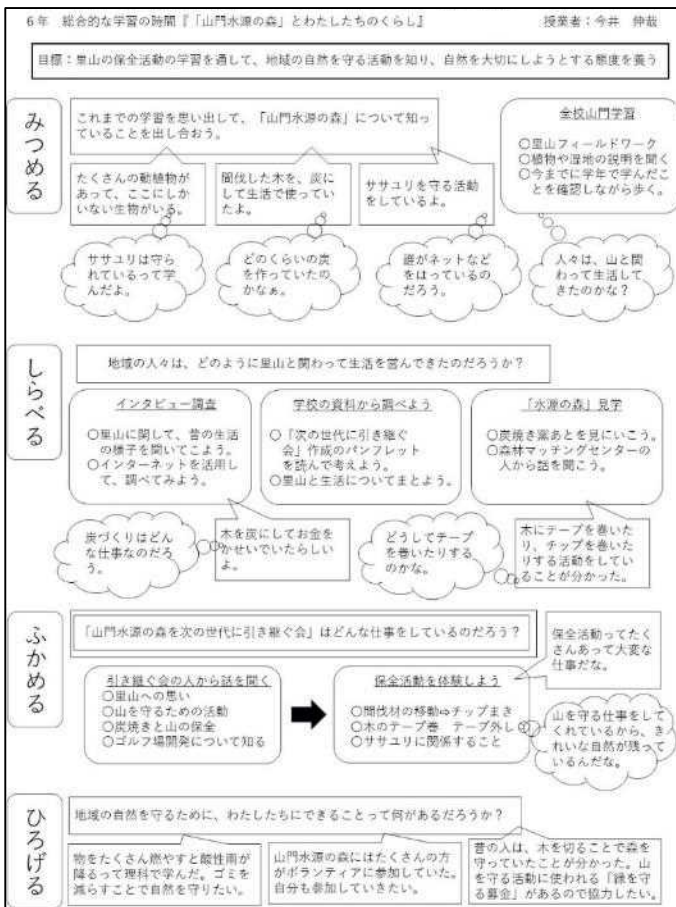 6年　総合的な学習の時間『「山門水源の森」とわたしたちのくらし』　授業者：今井　伸哉
目標：里山の保全活動の学習を通して、地域の自然を守る活動を知り、自然を大切にしようとする態度を養う
みつめる
これまでの学習を思い出して、「山門水源の森」について知っ
ていることを出し合おう。
たくさんの動植物が
あって、ここにしか
いない生物がいる。
間伐した木を、炭に
して生活で使ってい
たよ。
ササユリを守る活動
をしているよ。
全校山門学習
○里山フィールドワーク
○植物や湿地の説明を聞く
○今までに学年で学んだこ
とを確認しながら歩く。
ササユリは守ら
れているって学
んだよ。
どのくらいの炭
を作っていたの
かなぁ。
誰がネットなど
をはっているの
だろう。
人々は、山と関
わって生活して
きたのかな？
しらべる
地域の人々は、どのように里山と関わって生活を営んできたのだろうか？
インタビュー調査
○里山に関して、昔の生活
の様子を聞いてこよう。
○インターネットを活用し
て、調べてみよう。
学校の資料から調べよう
○「次の世代に引き継ぐ
会」作成のパンフレット
を読んで考えよう。
○里山と生活についてまとよう。
「水源の森」見学
○炭焼き窯あとを見にいこう。
○森林マッチングセンターの
人から話を聞こう。
炭づくりはどん
な仕事なのだろ
う。
木を炭にしてお金を
かせいでいたらしい
よ。
どうしてテープ
を巻いたりする
のかな。
木にテープを巻いた
り、チップを巻いた
りする活動をしてい
ることが分かった。
ふかめる
「山門水源の森を次の世代に引き継ぐ会」はどんな仕事をしているのだろう？
保全活動ってたく
さんあって大変な
仕事だな。
引き継ぐ会の人から話を聞く
○里山への思い
○山を守るための活動
○炭焼きと山の保全
○ゴルフ場開発について知る
保全活動を体験しよう
○間伐材の移動⇨チップまき
○木のテープ巻　テープ外し
○ササユリに関係すること
山を守る仕事をして
くれているから、き
れいな自然が残って
いるんだな。
ひろげる
地域の自然を守るために、わたしたちにできることって何があるだろうか？
物をたくさん燃やすと酸性雨が
降るって理科で学んだ。ゴミを
減らすことで自然を守りたい。
山門水源の森にはたくさんの方
がボランティアに参加していた。
自分も参加していきたい。
昔の人は、木を切ることで森を
守っていたことが分かった。山
を守る活動に使われる「緑を守
る募金」があるので協力したい。